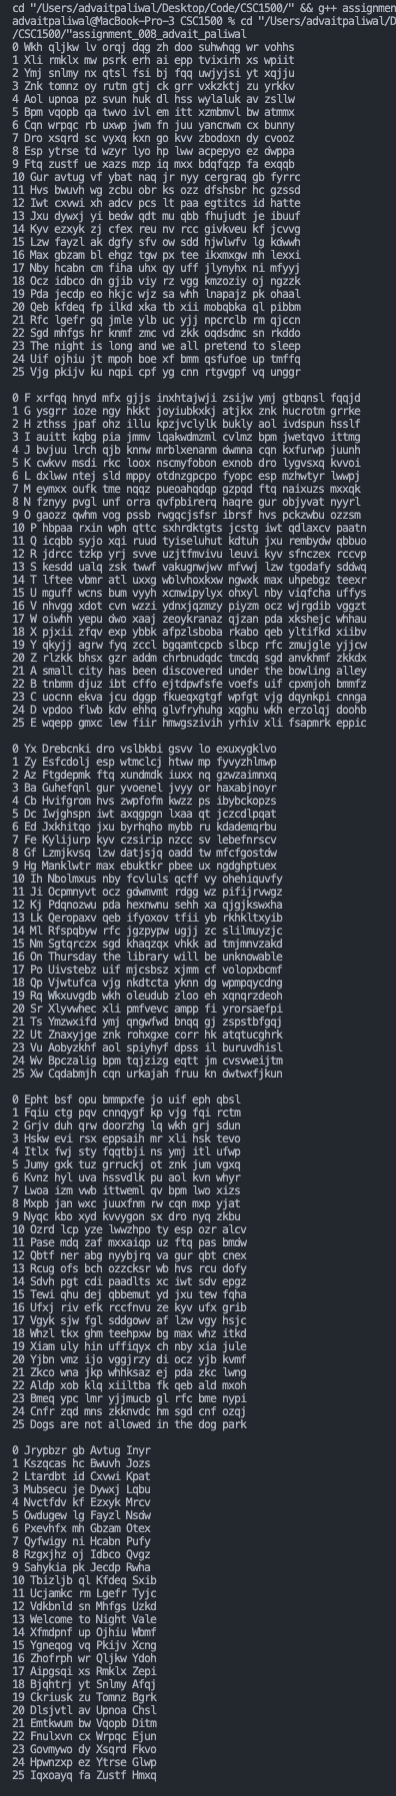 cd "/Users/advaitpaliwal/Desktop/Code/CSC1500/" && g++ assignmen
advaitpaliwal@MacBook-Pro-3 CSC1500 % cd "/Users/advaitpaliwal/D
/CSC1500/"assignment_008_advait_paliwal
0 Wkh qljkw lv orqj dqg zh doo suhwhqg wr vohhs
1 Xli rmklx mw psrk erh ai epp tvixirh xs wpiit
2 Ymj snlmy nx qtsl fsi bj fqq uwjyjsi yt xqjju
3 Znk tomnz oy rutm gtj ck grr vxkzktj zu yrkkv
4 Aol upnoa pz svun huk dl hss wylaluk av zsllw
5 Bpm vqopb qa twvo ivl em itt xzmbmvl bw atmmx
6 Cqn wrpqc rb uxwp jwm fn juu yancnwm cx bunny
7 Dro xsqrd sc vyxq kxn go kvv zbodoxn dy cvooz
8 Esp ytrse td wzyr lyo hp lww acpepyo ez dwppa
9 Ftq zustf ue xazs mzp iq mxx bdqfqzp fa exqqb
10 Gur avtug vf ybat naq jr nyy cergraq gb fyrrc
11 Hvs bwuvh wg zcbu obr ks ozz dfshsbr hc gzssd
12 Iwt cxvwi xh adcv pcs lt paa egtitcs id hatte
13 Jxu dywxj yi bedw qdt mu qbb fhujudt je ibuuf
14 Kyv ezxyk zj cfex reu nv rcc givkveu kf jcvvg
15 Lzw fayzl ak dgfy sfv ow sdd hjwlwfv lg kdwwh
16 Max gbzam bl ehgz tgw px tee ikxmxgw mh lexxi
17 Nby hcabn cm fiha uhx qy uff jlynyhx ni mfyyj
18 Ocz idbco dn gjib viy rz vgg kmzoziy oj ngzzk
19 Pda jecdp eo hkjc wjz sa whh lnapajz pk ohaal
20 Qeb kfdeq fp ilkd xka tb xii mobqbka ql pibbm
21 Rfc lgefr gq jmle ylb uc yjj npcrclb rm qjccn
22 Sgd mhfgs hr knmf zmc vd zkk oqdsdmc sn rkddo
23 The night is long and we all pretend to sleep
24 Uif ojhiu jt mpoh boe xf bmm qsfufoe up tmffq
25 Vjg pkijv ku nqpi cpf yg cnn rtgvgpf vq unggr

0 F xrfqq hnyd mfx gjjs inxhtajwji zsijw ymj gtbqnsl fqqjd
1 G ysgrr ioze ngy hkkt joyiubkxkj atjkx znk hucrotm grrke
2 H zthss jpaf ohz illu kpzjvclylk bukly aol ivdspun hsslf
3 I auitt kqbg pia jmmv lqakwdmzml cvlmz bpm jwetqvo ittmg
4 J bvjuu lrch qjb knnw mrblxenanm dwmna cqn kxfurwp juunh
5 K cwkvv msdi rkc loox nscmyfobon exnob dro lygvsxq kvvoi
6 L dxlww ntej sld mppy otdnzgpcpo fyopc esp mzhwtyr lwwpj
7 M eymxx oufk tme nqqz pueoahqdqp gzpqd ftq naixuzs mxxqk
8 N fznyy pvgl unf orra qvfpbirerq haqre gur objyvat nyyrl
9 O gaozz qwhm vog pssb rwgqcjsfsr ibrsf hvs pckzwbu ozzsm
10 P hbpaa rxin wph qttc sxhrdktgts jcstg iwt qdlaxcv paatn
11 Q icqbb syjo xqi ruud tyiseluhut kdtuh jxu rembydw qbbuo
12 R jdrcc tzkp yrj svve uzjtfmvivu leuvi kyv sfnczex rccvp
13 S kesdd ualq zsk twwf vakugnwjwv mfvwj lzw tgodafy sddwq
14 T lftee vbmr atl uxxg wblvhoxkxw ngwxk max uhpebgz teexr
15 U mguff wcns bum vyyh xcmwipylyx ohxyl nby viqfcha uffys
16 V nhvgg xdot cvn wzzi ydnxjqzmzy piyzm ocz wjrgdib vggzt
17 W oiwhh yepu dwo xaaj zeoykranaz qjzan pda xkshejc whhau
18 X pjxii zfqv exp ybbk afpzlsboba rkabo qeb yltifkd xiibv
19 Y qkyjj agrw fyq zccl bgqamtcpcb slbcp rfc zmujgle yjjcw
20 Z rlzkk bhsx gzr addm chrbnudqdc tmcdq sgd anvkhmf zkkdx
21 A small city has been discovered under the bowling alley
22 B tnbmm djuz ibt cffo ejtdpwfsfe voefs uif cpxmjoh bmmfz
23 C uocnn ekva jcu dggp fkueqxgtgf wpfgt vjg dqynkpi cnnga
24 D vpdoo flwb kdv ehhq glvfryhuhg xqghu wkh erzolqj doohb
25 E wqepp gmxc lew fiir hmwgszivih yrhiv xli fsapmrk eppic

0 Yx Drebcnki dro vslbkbi gsvv lo exuxygklvo
1 Zy Esfcdolj esp wtmclcj htww mp fyvyzhlmwp
2 Az Ftgdepmk ftq xundmdk iuxx nq gzwzaimnxq
3 Ba Guhefqnl gur yvoenel jvyy or haxabjnoyr
4 Cb Hvifgrom hvs zwpfofm kwzz ps ibybckopzs
5 Dc Iwjghspn iwt axqgpgn lxaa qt jczcdlpqat
6 Ed Jxkhitqo jxu byrhqho mybb ru kdademqrbu
7 Fe Kylijurp kyv czsirip nzcc sv lebefnrscv
8 Gf Lzmjkvsq lzw datjsjq oadd tw mfcfgostdw
9 Hg Manklwtr max ebuktkr pbee ux ngdghptuex
10 Ih Nbolmxus nby fcvluls qcff vy ohehiquvfy
11 Ji Ocpmnyvt ocz gdwmvmt rdgg wz pifijrvwgz
12 Kj Pdqnozwu pda hexnwnu sehh xa qjgjkswxha
13 Lk Qeropaxv qeb ifyoxov tfii yb rkhkltxyib
14 Ml Rfspqbyw rfc jgzpypw ugjj zc slilmuyzjc
15 Nm Sgtqrczx sgd khaqzqx vhkk ad tmjmnvzakd
16 On Thursday the library will be unknowable
17 Po Uivstebz uif mjcsbsz xjmm cf volopxbcmf
18 Qp Vjwtufca vjg nkdtcta yknn dg wpmpqycdng
19 Rq Wkxuvgdb wkh oleudub zloo eh xqnqrzdeoh
20 Sr Xlyvwhec xli pmfvevc ampp fi yrorsaefpi
21 Ts Ymzwxifd ymj qngwfwd bnqq gj zspstbfgqj
22 Ut Znaxyjge znk rohxgxe corr hk atqtucghrk
23 Vu Aobyzkhf aol spiyhyf dpss il buruvdhisl
24 Wv Bpczalig bpm tqjzizg eqtt jm cvsvweijtm
25 Xw Cqdabmjh cqn urkajah fruu kn dwtwxfjkun

0 Epht bsf opu bmmpxfe jo uif eph qbsl
1 Fqiu ctg pqv cnnqygf kp vjg fqi rctm
2 Grjv duh qrw doorzhg lq wkh grj sdun
3 Hskw evi rsx eppsaih mr xli hsk tevo
4 Itlx fwj sty fqqtbji ns ymj itl ufwp
5 Jumy gxk tuz grruckj ot znk jum vgxq
6 Kvnz hyl uva hssvdlk pu aol kvn whyr
7 Lwoa izm vwb ittweml qv bpm lwo xizs
8 Mxpb jan wxc juuxfnm rw cqn mxp yjat
9 Nyqc kbo xyd kvvygon sx dro nyq zkbu
10 Ozrd lcp yze lwwzhpo ty esp ozr alcv
11 Pase mdq zaf mxxaiqp uz ftq pas bmdw
12 Qbtf ner abg nyybjrq va gur qbt cnex
13 Rcug ofs bch ozzcksr wb hvs rcu dofy
14 Sdvh pgt cdi paadlts xc iwt sdv epgz
15 Tewi qhu dej qbbemut yd jxu tew fqha
16 Ufxj riv efk rccfnvu ze kyv ufx grib
17 Vgyk sjw fgl sddgowv af lzw vgy hsjc
18 Whzl tkx ghm teehpxw bg max whz itkd
19 Xiam uly hin uffiqyx ch nby xia jule
20 Yjbn vmz ijo vggjrzy di ocz yjb kvmf
21 Zkco wna jkp whhksaz ej pda zkc lwng
22 Aldp xob klq xiiltba fk qeb ald mxoh
23 Bmeq ypc lmr yjjmucb gl rfc bme nypi
24 Cnfr zqd mns zkknvdc hm sgd cnf ozqj
25 Dogs are not allowed in the dog park

0 Jrypbzr gb Avtug Inyr
1 Kszqcas hc Bwuvh Jozs
2 Ltardbt id Cxvwi Kpat
3 Mubsecu je Dywxj Lqbu
4 Nvctfdv kf Ezxyk Mrcv
5 Owdugew lg Fayzl Nsdw
6 Pxevhfx mh Gbzam Otex
7 Qyfwigy ni Hcabn Pufy
8 Rzgxjhz oj Idbco Qvgz
9 Sahykia pk Jecdp Rwha
10 Tbizljb ql Kfdeq Sxib
11 Ucjamkc rm Lgefr Tyjc
12 Vdkbnld sn Mhfgs Uzkd
13 Welcome to Night Vale
14 Xfmdpnf up Ojhiu Wbmf
15 Ygneqog vq Pkijv Xcng
16 Zhofrph wr Qljkw Ydoh
17 Aipgsqi xs Rmklx Zepi
18 Bjqhtrj yt Snlmy Afqj
19 Ckriusk zu Tomnz Bgrk
20 Dlsjvtl av Upnoa Chsl
21 Emtkwum bw Vqopb Ditm
22 Fnulxvn cx Wrpqc Ejun
23 Govmywo dy Xsqrd Fkvo
24 Hpwnzxp ez Ytrse Glwp
25 Iqxoayq fa Zustf Hmxq